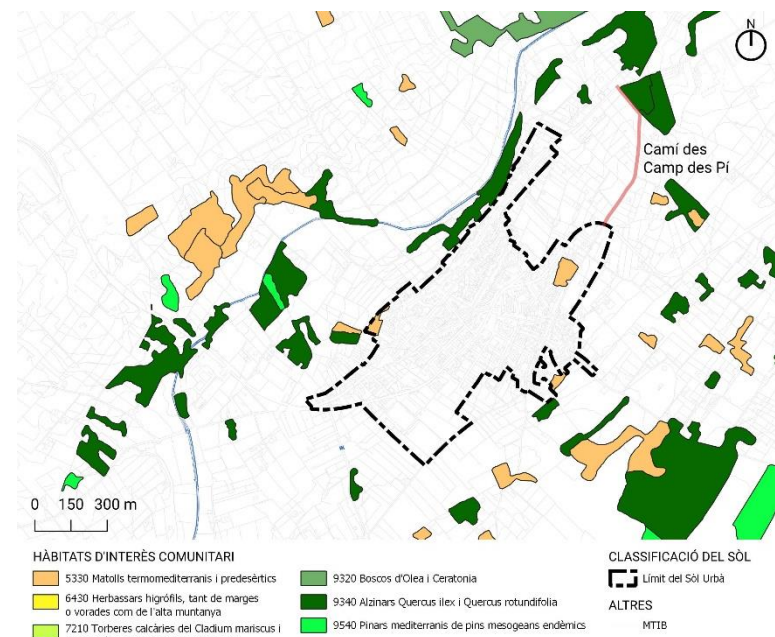 N
Camí des
Camp des Pí
0 150 300 m
HÀBITATS D'INTERÈS COMUNITARI
5330 Matolls termomediterranis i predesèrtics
6430 Herbassars higròfils, tant de marges
o vorades com de l'alta muntanya
7210 Torberes calcàries del Cladium mariscus i
9320 Boscos d'Olea i Ceratonia
9340 Alzinars Quercus ilex i Quercus rotundifolia
9540 Pinars mediterranis de pins mesogeans endèmics
CLASSIFICACIÓ DEL SÒL
Límit del Sòl Urbà
ALTRES
MTIB